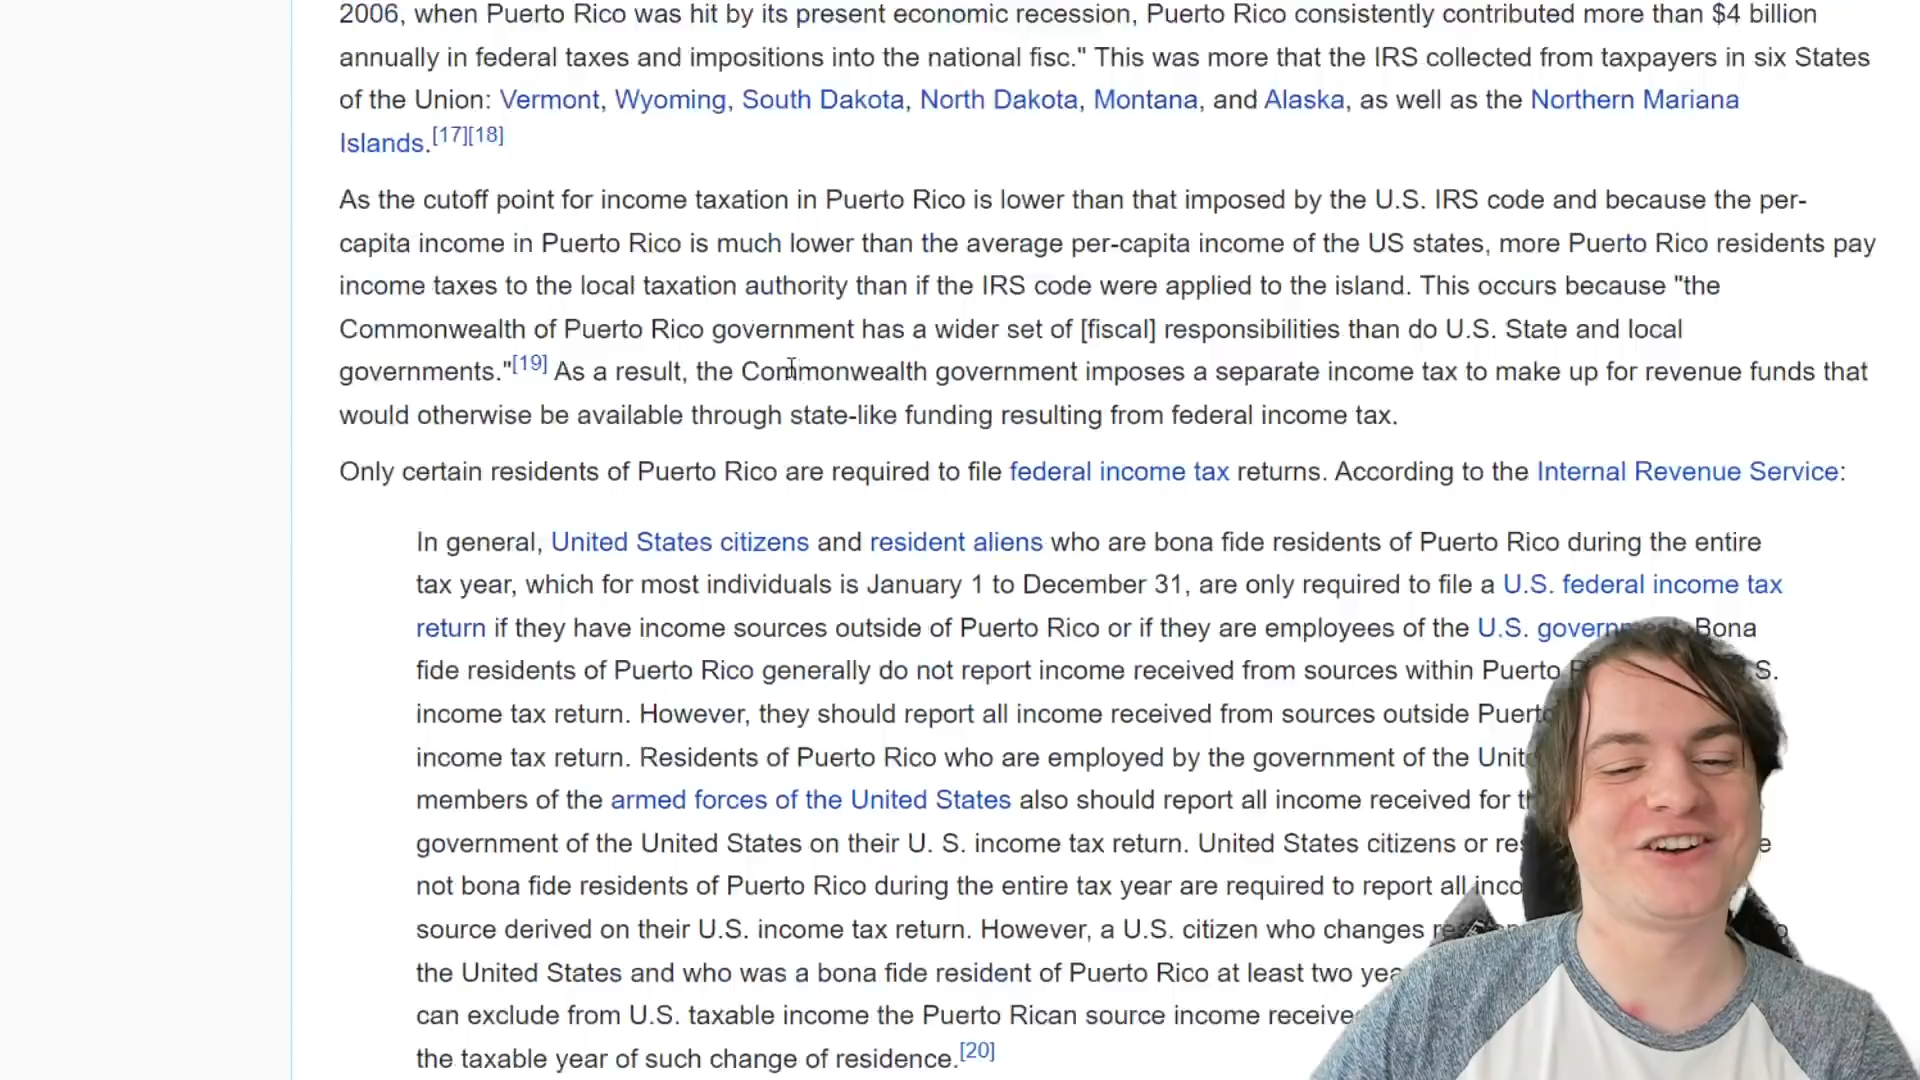 2006, when Puerto Rico was hit by its present economic recession, Puerto Rico consistently contributed more than $4 billion
annually in federal taxes and impositions into the national fisc." This was more that the IRS collected from taxpayers in six States
of the Union: Vermont, Wyoming, South Dakota, North Dakota, Montana, and Alaska, as well as the Northern Mariana
Islands.[17][18]
As the cutoff point for income taxation in Puerto Rico is lower than that imposed by the U.S. IRS code and because the per-
capita income in Puerto Rico is much lower than the average per-capita income of the US states, more Puerto Rico residents pay
income taxes to the local taxation authority than if the IRS code were applied to the island. This occurs because "the
Commonwealth of Puerto Rico government has a wider set of [fiscal] responsibilities than do U.S. State and local
governments."[19] As a result, the Commonwealth government imposes a separate income tax to make up for revenue funds that
would otherwise be available through state-like funding resulting from federal income tax.
Only certain residents of Puerto Rico are required to file federal income tax returns. According to the Internal Revenue Service:
In general, United States citizens and resident aliens who are bona fide residents of Puerto Rico during the entire
tax year, which for most individuals is January 1 to December 31, are only required to file a U.S. federal income tax
return if they have income sources outside of Puerto Rico or if they are employees of the U.S. government. Bona
fide residents of Puerto Rico generally do not report income received from sources within Puerto S.
income tax return. However, they should report all income received from sources outside Puerto
income tax return. Residents of Puerto Rico who are employed by the government of the
members of the armed forces of the United States also should report all income received for
government of the United States on their U. S. income tax return. United States citizens or
not bona fide residents of Puerto Rico during the entire tax year are required to report all
source derived on their U.S. income tax return. However, a U.S. citizen who changes
the United States and who was a bona fide resident of Puerto Rico at least two
can exclude from U.S. taxable income the Puerto Rican source income
the taxable year of such change of residence.[20]